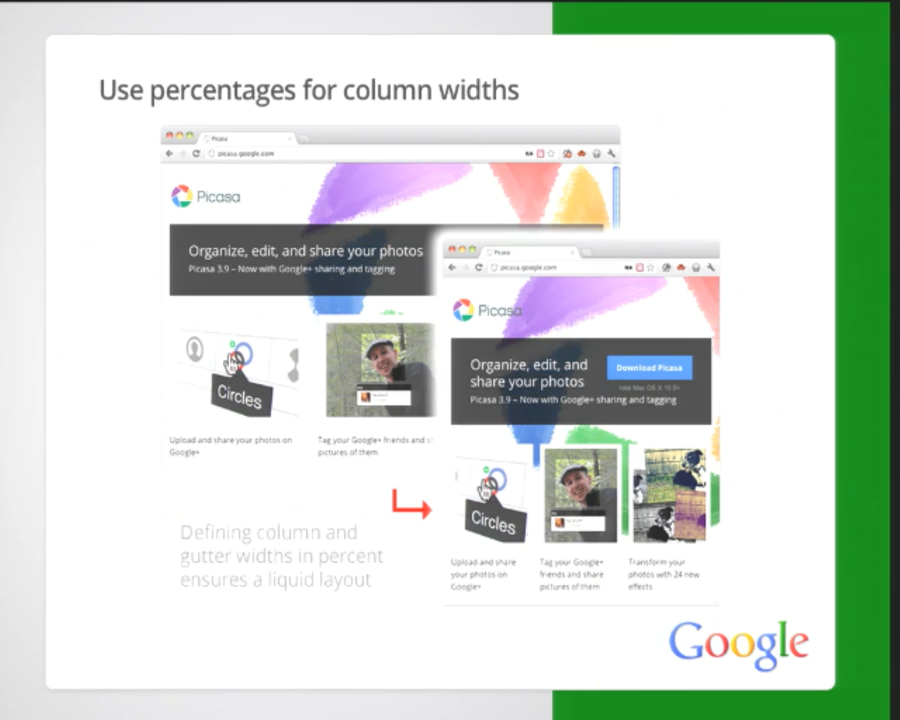 Use percentages for column widths
Picasa
picasa.google.com
Picasa
Organize, edit, and share your photos
Picasa 3.9 – Now with Google+ sharing and tagging
Circles
Upload and share your photos on
Google+
Tag your Google+ friends and
pictures of them
Defining column and
gutter widths in percent
ensures a liquid layout
Picasa
picasa.google.com
Picasa
Organize, edit, and
share your photos
Download Picasa
Intel Mac OS X 10.5+
Picasa 3.9 – Now with Google+ sharing and tagging
Circles
Upload and share
your photos on
Google+
Tag your Google+
friends and share
pictures of them
Transform your
photos with 24 new
effects
Google